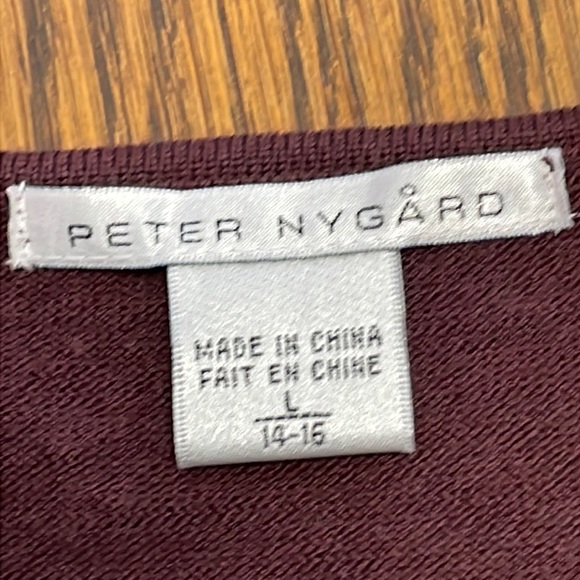 PETER NYGÅRD
MADE IN CHINA
FAIT EN CHINE
L
14-16